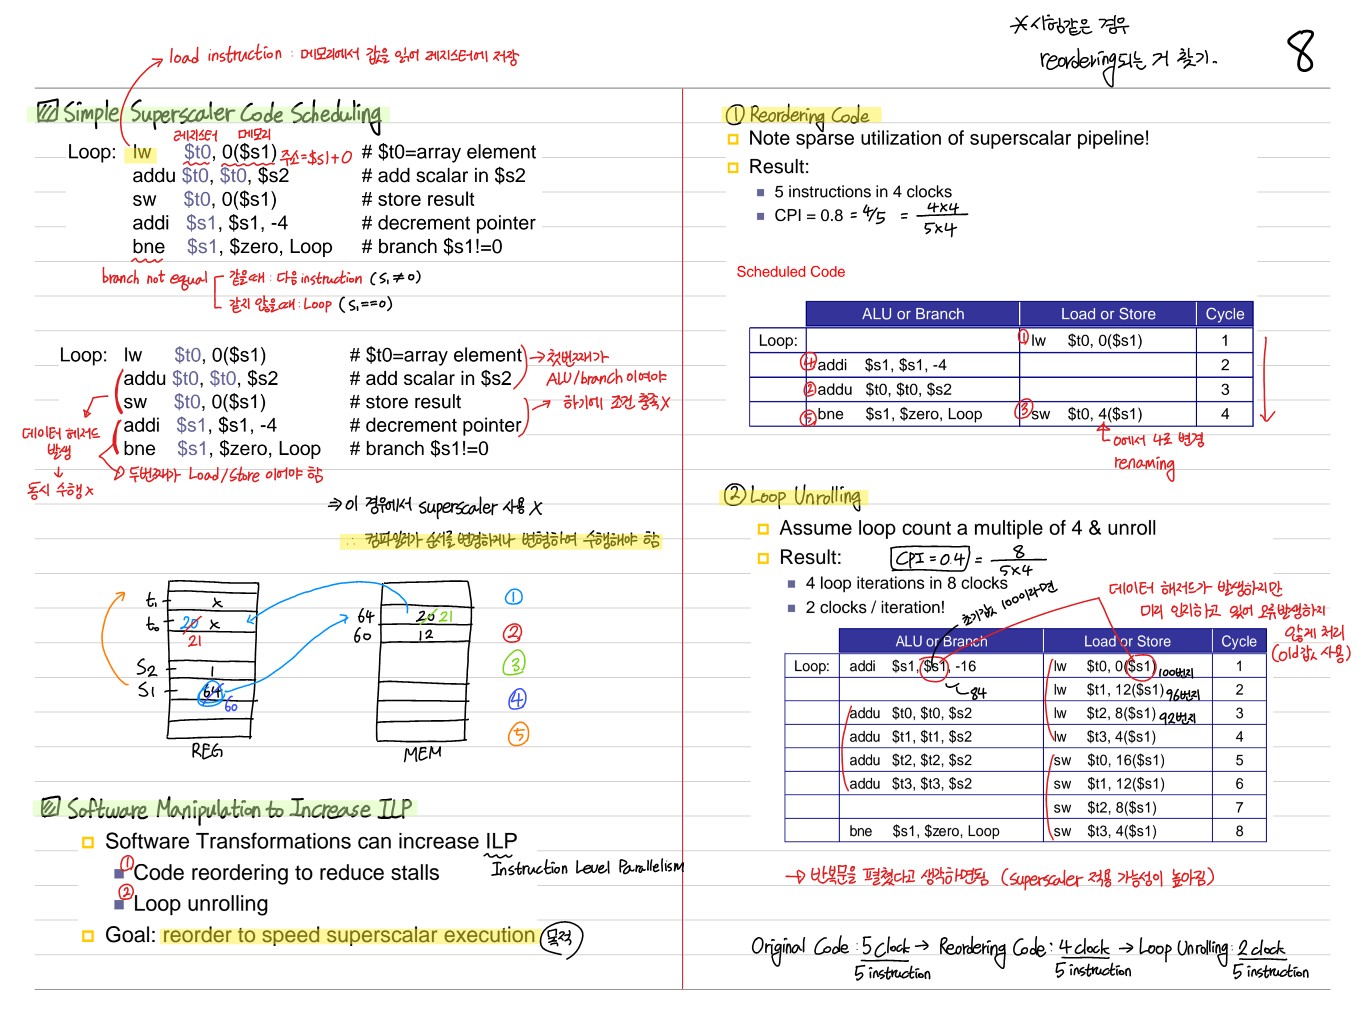 *시험같은 경우
reordering되는 거 찾기.
8
load instruction : 메모리에서 값을 읽어 레지스터에 저장
Simple Superscaler Code Scheduling
레지스터 메모리
Loop: lw $t0, 0($s1) 주소=$s1+0 # $t0=array element
addu $t0, $t0, $s2 # add scalar in $s2
sw $t0, 0($s1) # store result
addi $s1, $s1, -4 # decrement pointer
bne $s1, $zero, Loop # branch $s1!=0
branch not equal
같을때 : 다음 instruction (s₁≠0)
같지 않을때 : Loop (s₁==0)
Loop: lw $t0, 0($s1) # $t0=array element
addu $t0, $t0, $s2 # add scalar in $s2
sw $t0, 0($s1) # store result
addi $s1, $s1, -4 # decrement pointer
bne $s1, $zero, Loop # branch $s1!=0
→ 첫번째가
ALU/branch 이여야
→ 하기에 조건 충족 X
데이터 해저드
발생
↓
동시 수행 x
두번째가 Load/Store 이어야 함
⇒ 이 경우에서 superscaler 사용 X
∴ 컴파일러가 순서를 변경하거나 변형하여 수행해야 함
t₁ x
t₀ 20 x
21
S2 1
S1 64
60
REG
64 20 21
60 12
MEM
①
②
③
④
⑤
Software Manipulation to Increase ILP
Software Transformations can increase ILP
Instruction Level Parallelism
① Code reordering to reduce stalls
② Loop unrolling
Goal: reorder to speed superscalar execution 목적
① Reordering Code
Note sparse utilization of superscalar pipeline!
Result:
5 instructions in 4 clocks
CPI = 0.8 = 4/5 = 4x4
5x4
Scheduled Code
ALU or Branch Load or Store Cycle
Loop: ① lw $t0, 0($s1) 1
④ addi $s1, $s1, -4 2
② addu $t0, $t0, $s2 3
⑤ bne $s1, $zero, Loop ③ sw $t0, 4($s1) 4
0에서 4로 변경
renaming
② Loop Unrolling
Assume loop count a multiple of 4 & unroll
Result: CPI = 0.4 = 8
5x4
4 loop iterations in 8 clocks
2 clocks / iteration!
초기값 100이라면
데이터 해저드가 발생하지만
미리 인지하고 있어 오류발생하지
않게 처리
(old값 사용)
ALU or Branch Load or Store Cycle
Loop: addi $s1, $s1, -16 lw $t0, 0($s1) 100번지 1
84 lw $t1, 12($s1) 96번지 2
addu $t0, $t0, $s2 lw $t2, 8($s1) 92번지 3
addu $t1, $t1, $s2 lw $t3, 4($s1) 4
addu $t2, $t2, $s2 sw $t0, 16($s1) 5
addu $t3, $t3, $s2 sw $t1, 12($s1) 6
sw $t2, 8($s1) 7
bne $s1, $zero, Loop sw $t3, 4($s1) 8
→ 반복문을 펼쳤다고 생각하면됨 (superscaler 적용 가능성이 높아짐)
Original Code : 5 clock → Reordering Code : 4 clock → Loop Unrolling : 2 clock
5 instruction 5 instruction 5 instruction